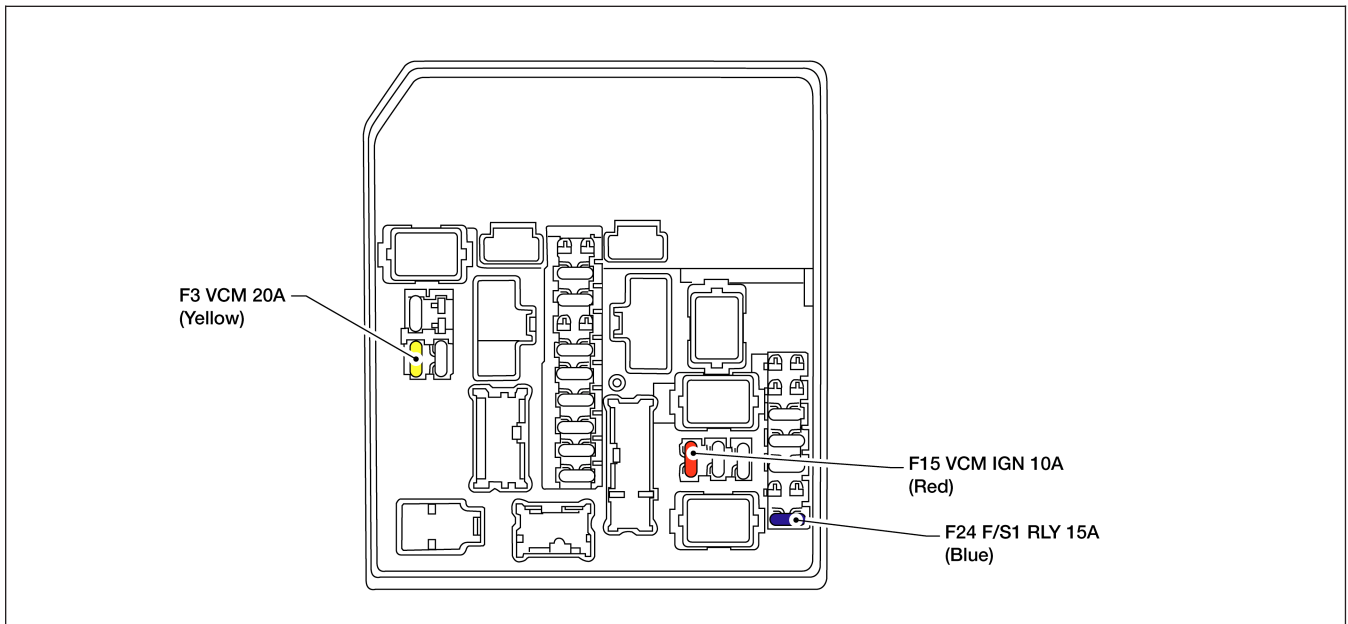 F3 VCM 20A
(Yellow)
F15 VCM IGN 10A
(Red)
F24 F/S1 RLY 15A
(Blue)